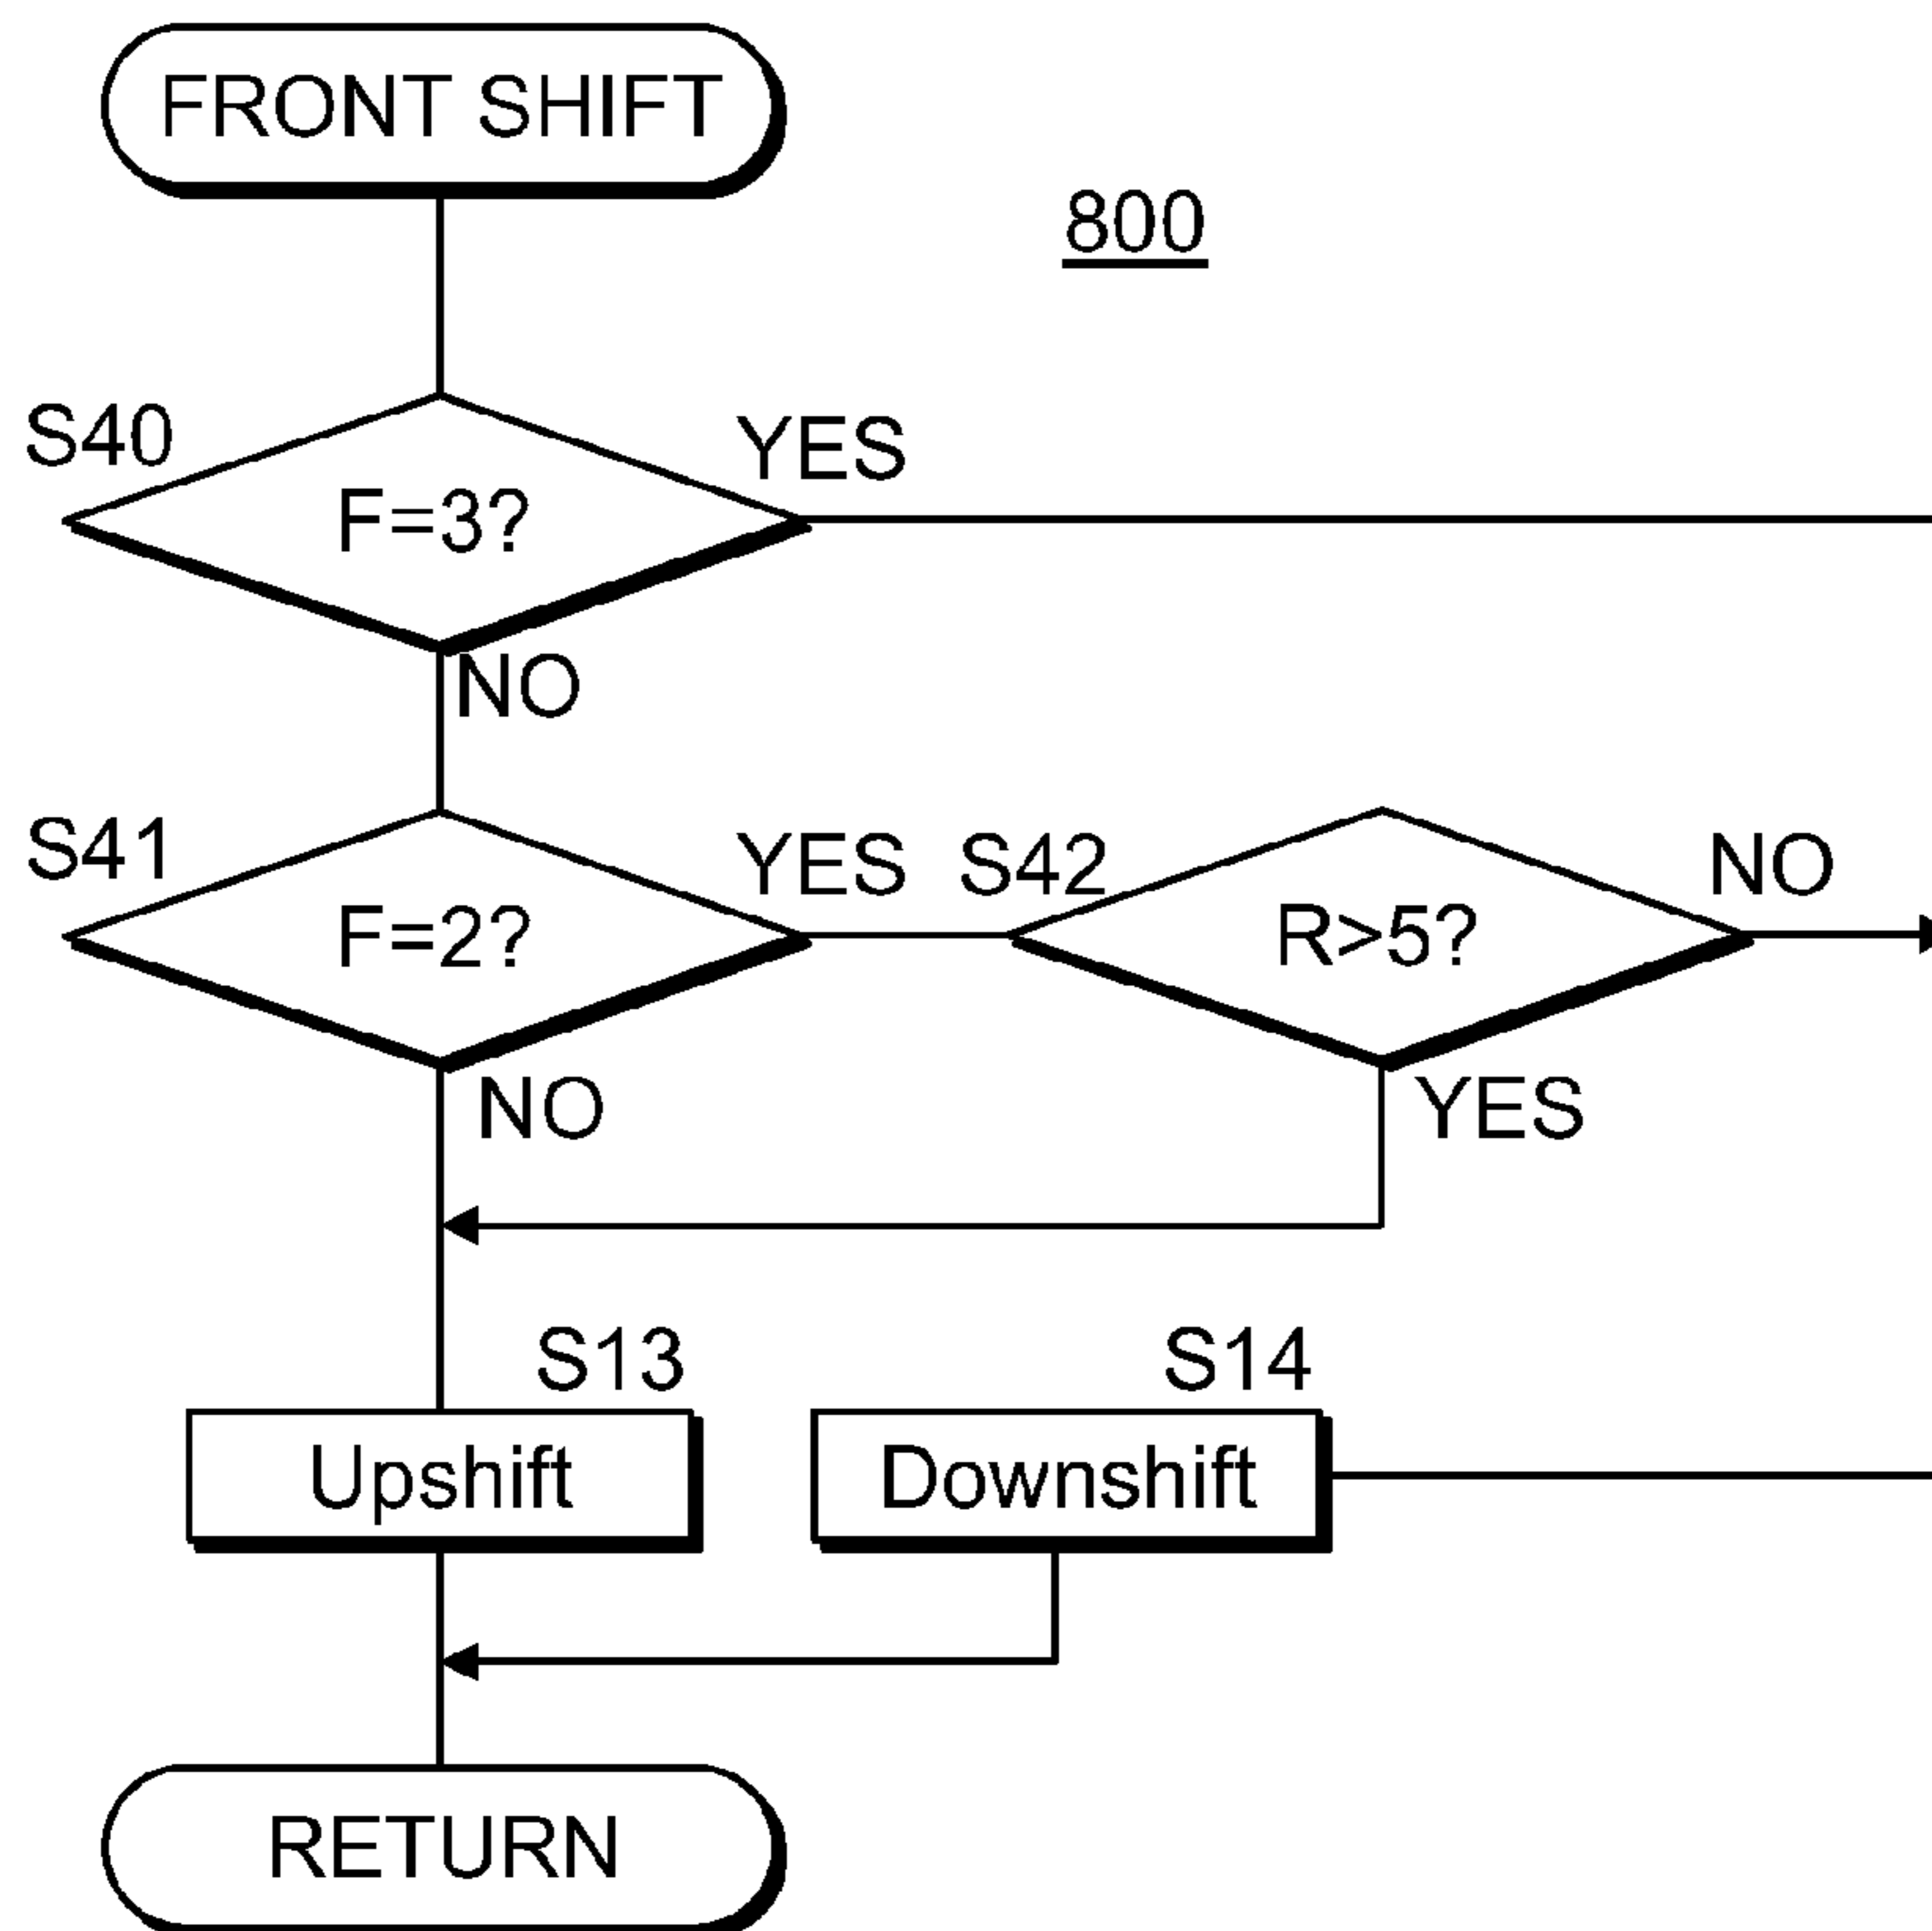 FRONT SHIFT
800
S40
F=3?
YES
NO
S41
F=2?
YES
S42
R>5?
NO
NO
YES
S13
S14
Upshift
Downshift
RETURN